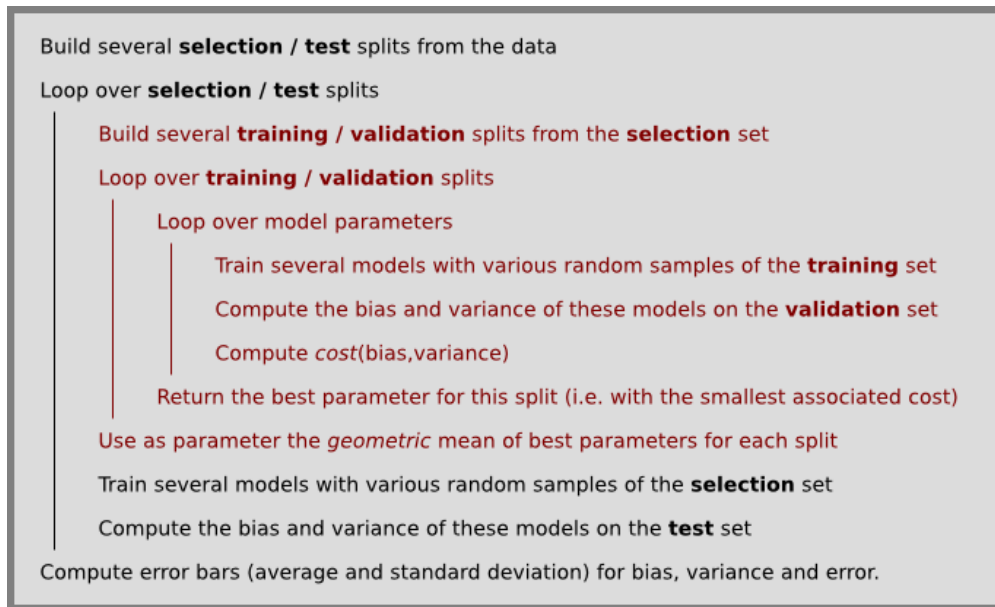 Build several selection / test splits from the data
Loop over selection / test splits
Build several training / validation splits from the selection set
Loop over training / validation splits
Loop over model parameters
Train several models with various random samples of the training set
Compute the bias and variance of these models on the validation set
Compute cost(bias,variance)
Return the best parameter for this split (i.e. with the smallest associated cost)
Use as parameter the geometric mean of best parameters for each split
Train several models with various random samples of the selection set
Compute the bias and variance of these models on the test set
Compute error bars (average and standard deviation) for bias, variance and error.